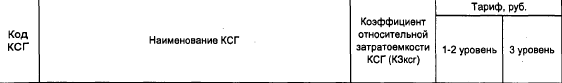 Код
КСГ
Наименование КСГ
Коэффициент
относительной
затратоемкости
КСГ (КЗксг)
Тариф, руб.
1-2 уровень
3 уровень